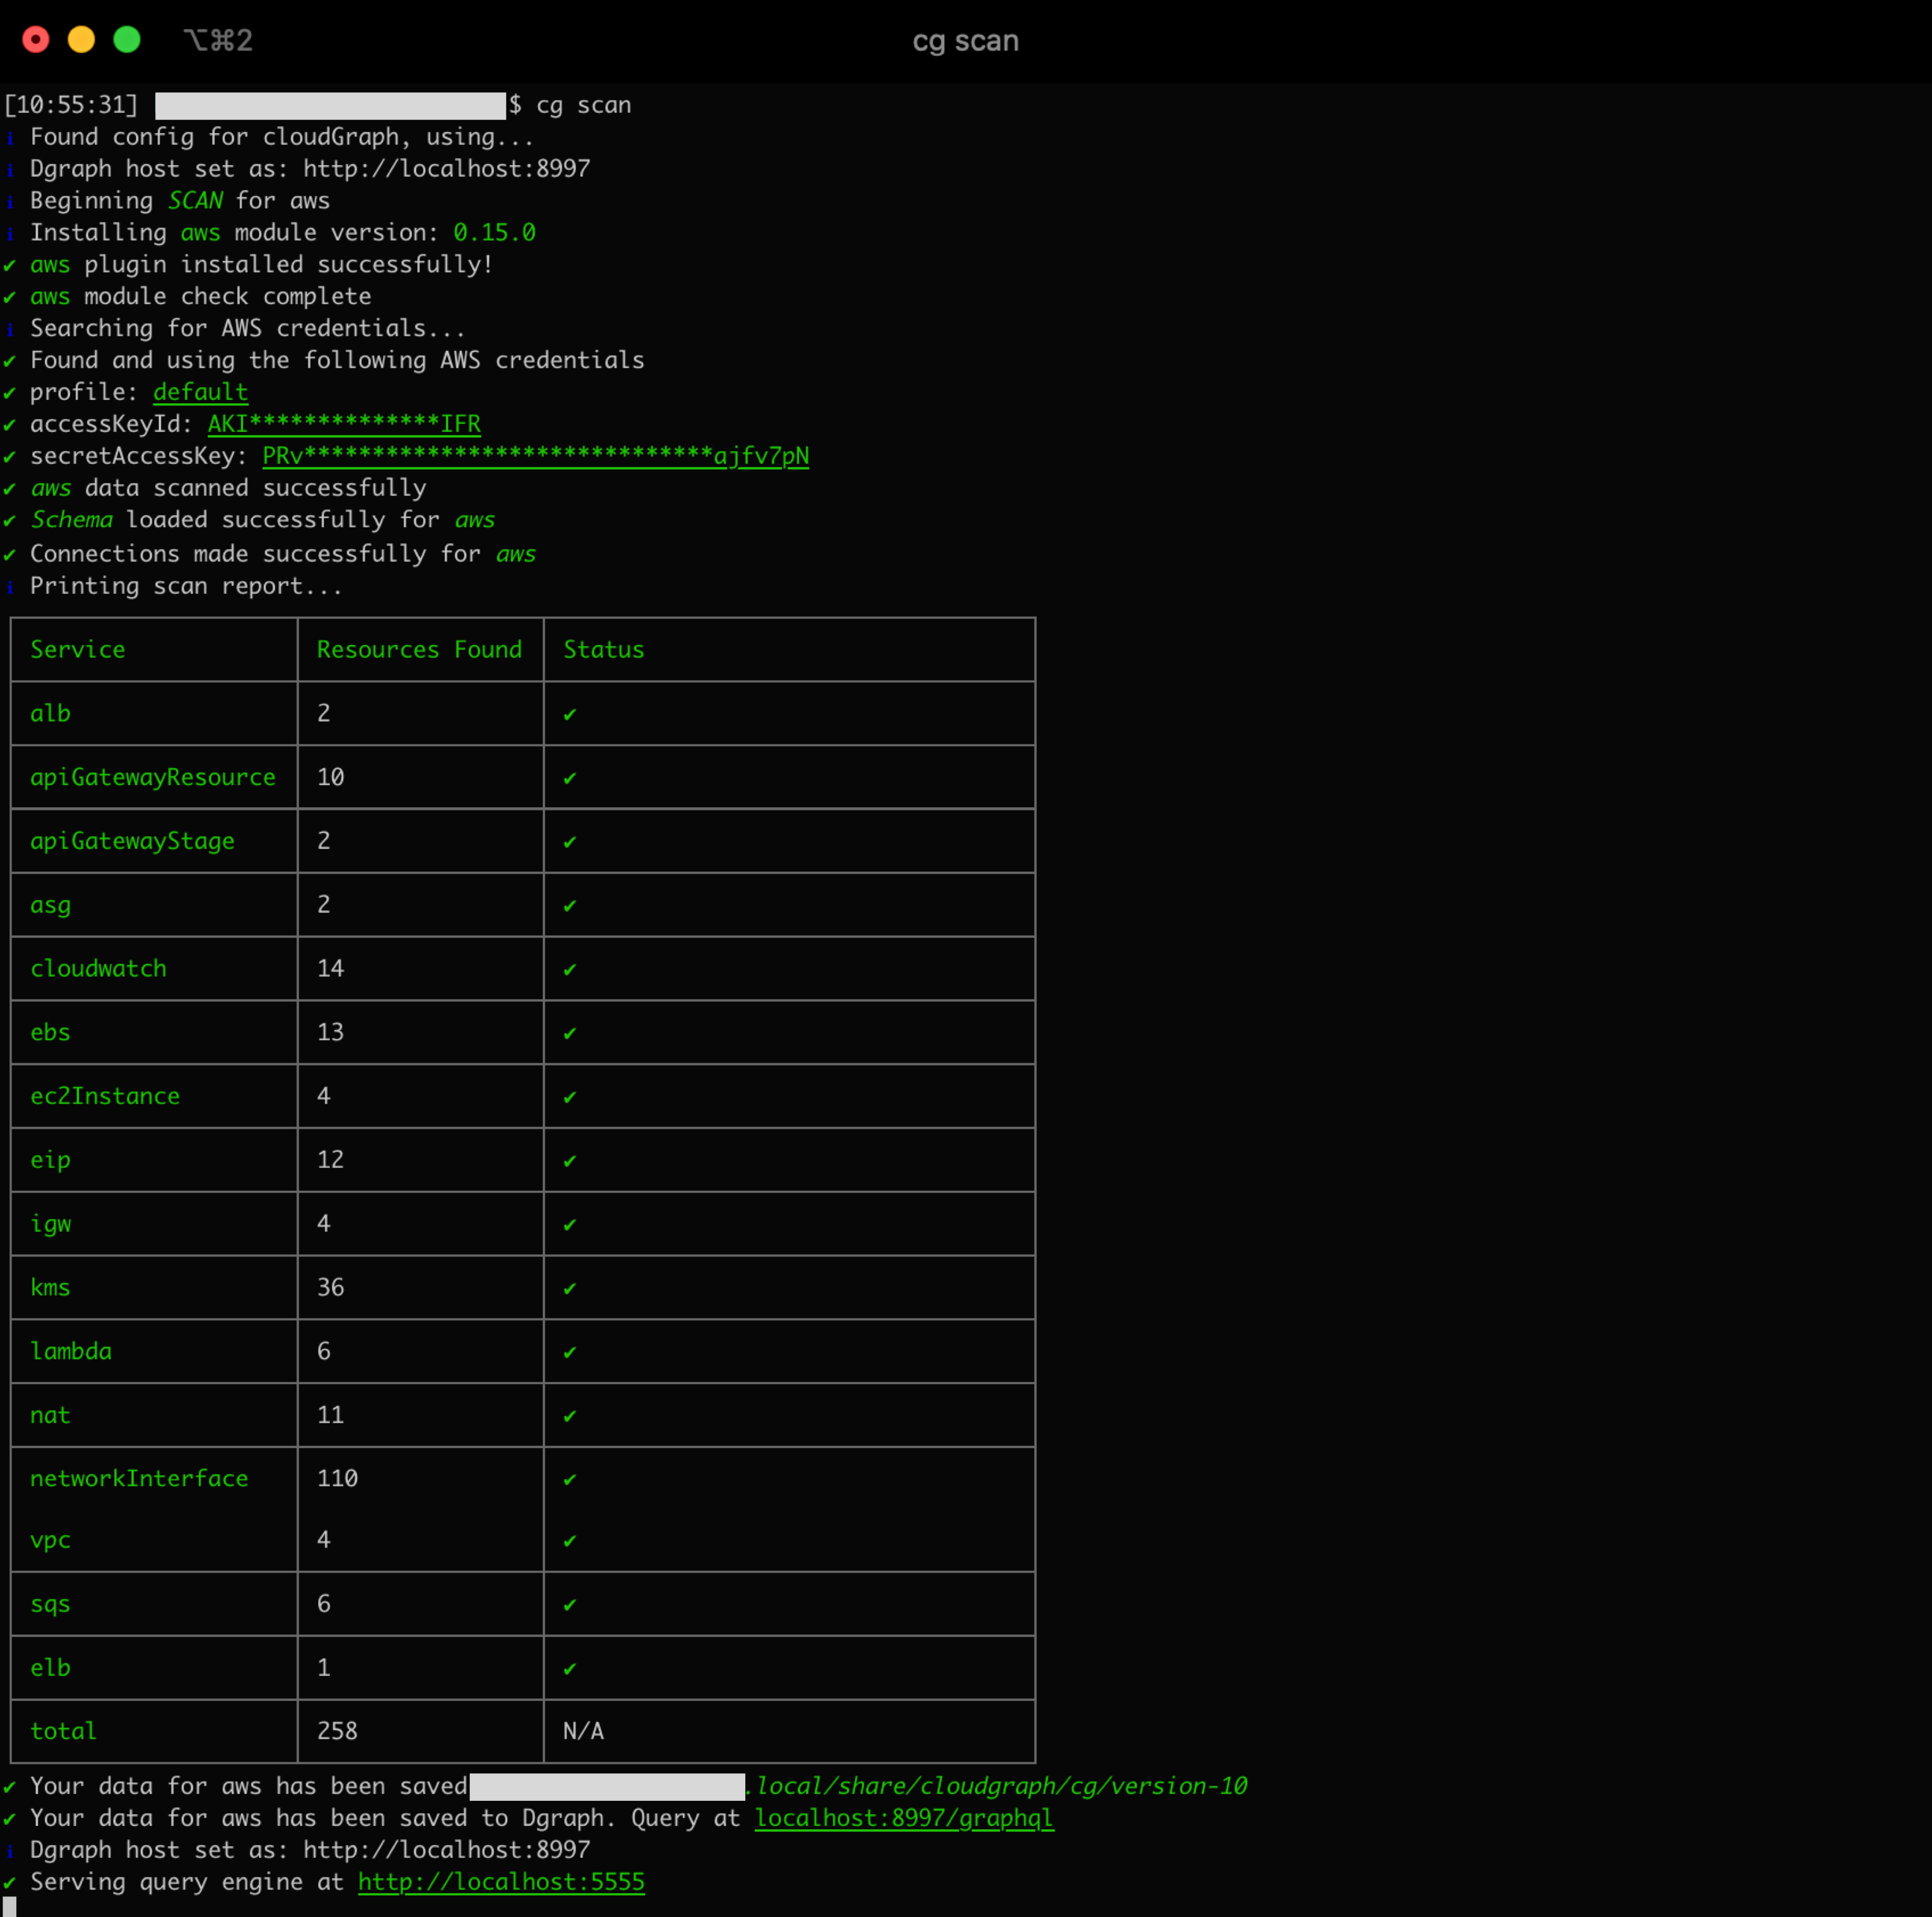 ⌥⌘2 cg scan
[10:55:31] $ cg scan
i Found config for cloudGraph, using...
i Dgraph host set as: http://localhost:8997
i Beginning SCAN for aws
i Installing aws module version: 0.15.0
✔ aws plugin installed successfully!
✔ aws module check complete
i Searching for AWS credentials...
✔ Found and using the following AWS credentials
✔ profile: default
✔ accessKeyId: AKI**************IFR
✔ secretAccessKey: PRv******************************ajfv7pN
✔ aws data scanned successfully
✔ Schema loaded successfully for aws
✔ Connections made successfully for aws
i Printing scan report...
Service Resources Found Status
alb 2 ✔
apiGatewayResource 10 ✔
apiGatewayStage 2 ✔
asg 2 ✔
cloudwatch 14 ✔
ebs 13 ✔
ec2Instance 4 ✔
eip 12 ✔
igw 4 ✔
kms 36 ✔
lambda 6 ✔
nat 11 ✔
networkInterface 110 ✔
vpc 4 ✔
sqs 6 ✔
elb 1 ✔
total 258 N/A
✔ Your data for aws has been saved .local/share/cloudgraph/cg/version-10
✔ Your data for aws has been saved to Dgraph. Query at localhost:8997/graphql
i Dgraph host set as: http://localhost:8997
✔ Serving query engine at http://localhost:5555